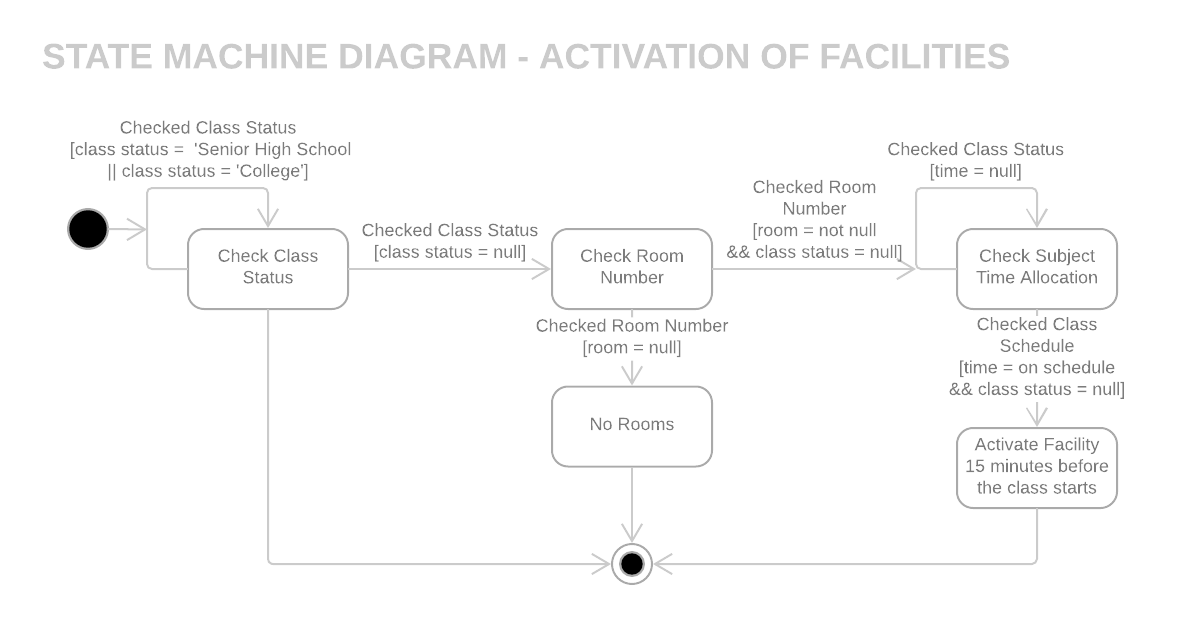 STATE MACHINE DIAGRAM - ACTIVATION OF FACILITIES
Checked Class Status
[class status =  'Senior High School
|| class status = 'College']
Check Class
Status
Checked Class Status
[class status = null]
Check Room
Number
Checked Room Number
[room = null]
No Rooms
Checked Room
Number
[room = not null
&& class status = null]
Checked Class Status
[time = null]
Check Subject
Time Allocation
Checked Class
Schedule
[time = on schedule
&& class status = null]
Activate Facility
15 minutes before
the class starts